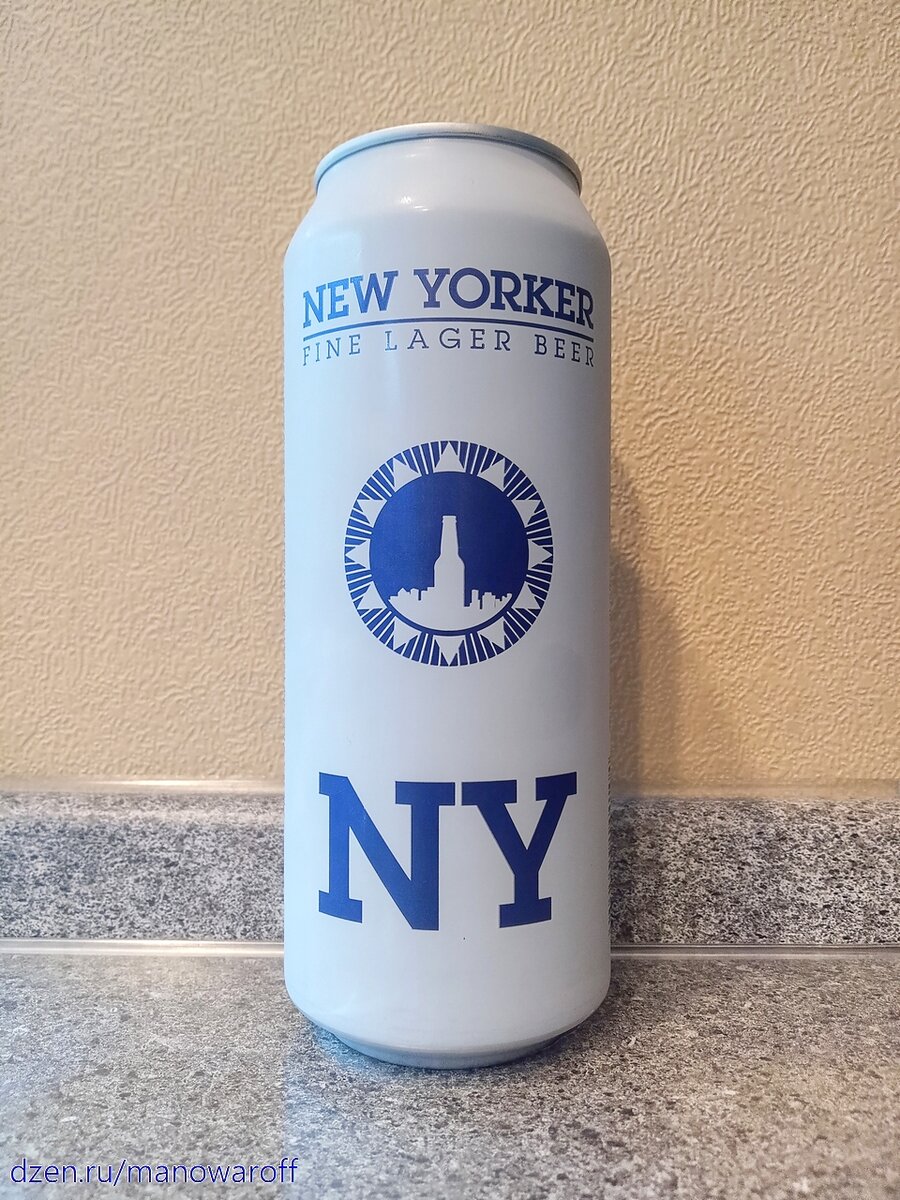 NEW YORKER
FINE LAGER BEER
NY
dzen.ru/manowaroff